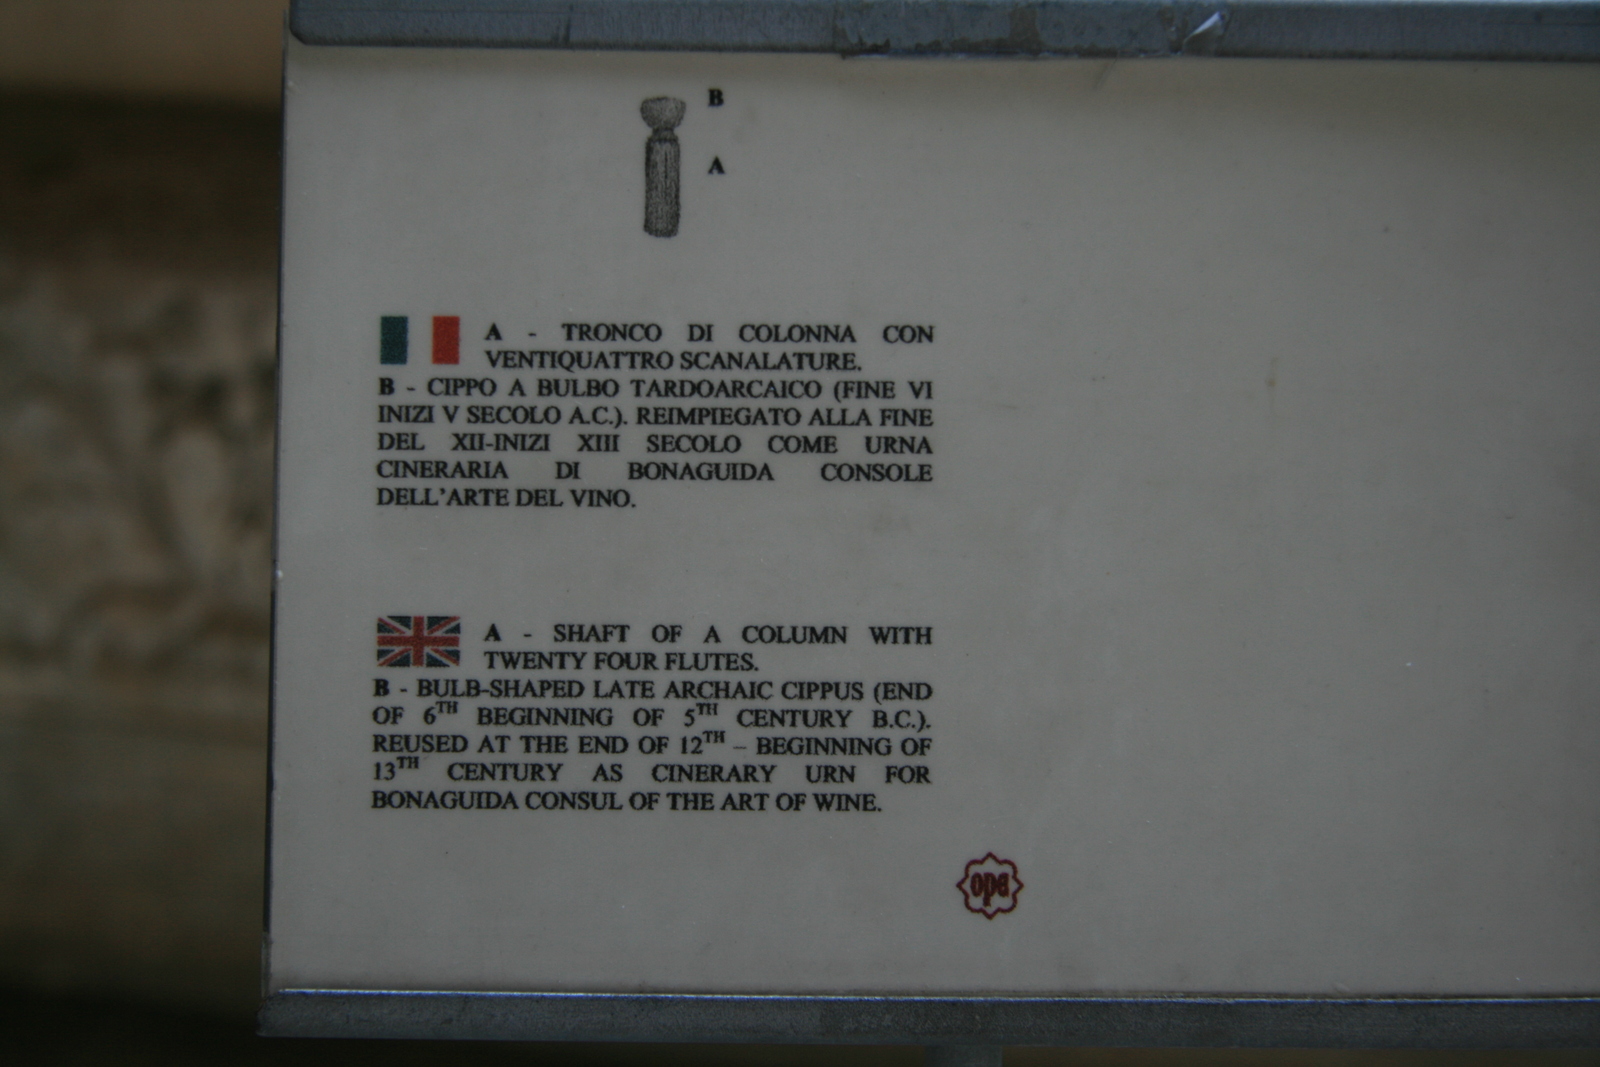 B
A
A - TRONCO DI COLONNA CON
VENTIQUATTRO SCANALATURE.
B - CIPPO A BULBO TARDOARCAICO (FINE VI
INIZI V SECOLO A.C.). REIMPIEGATO ALLA FINE
DEL XII-INIZI XIII SECOLO COME URNA
CINERARIA DI BONAGUIDA CONSOLE
DELL'ARTE DEL VINO.
A - SHAFT OF A COLUMN WITH
TWENTY FOUR FLUTES.
B - BULB-SHAPED LATE ARCHAIC CIPPUS (END
OF 6TH BEGINNING OF 5TH CENTURY B.C.).
REUSED AT THE END OF 12TH – BEGINNING OF
13TH CENTURY AS CINERARY URN FOR
BONAGUIDA CONSUL OF THE ART OF WINE.
opa